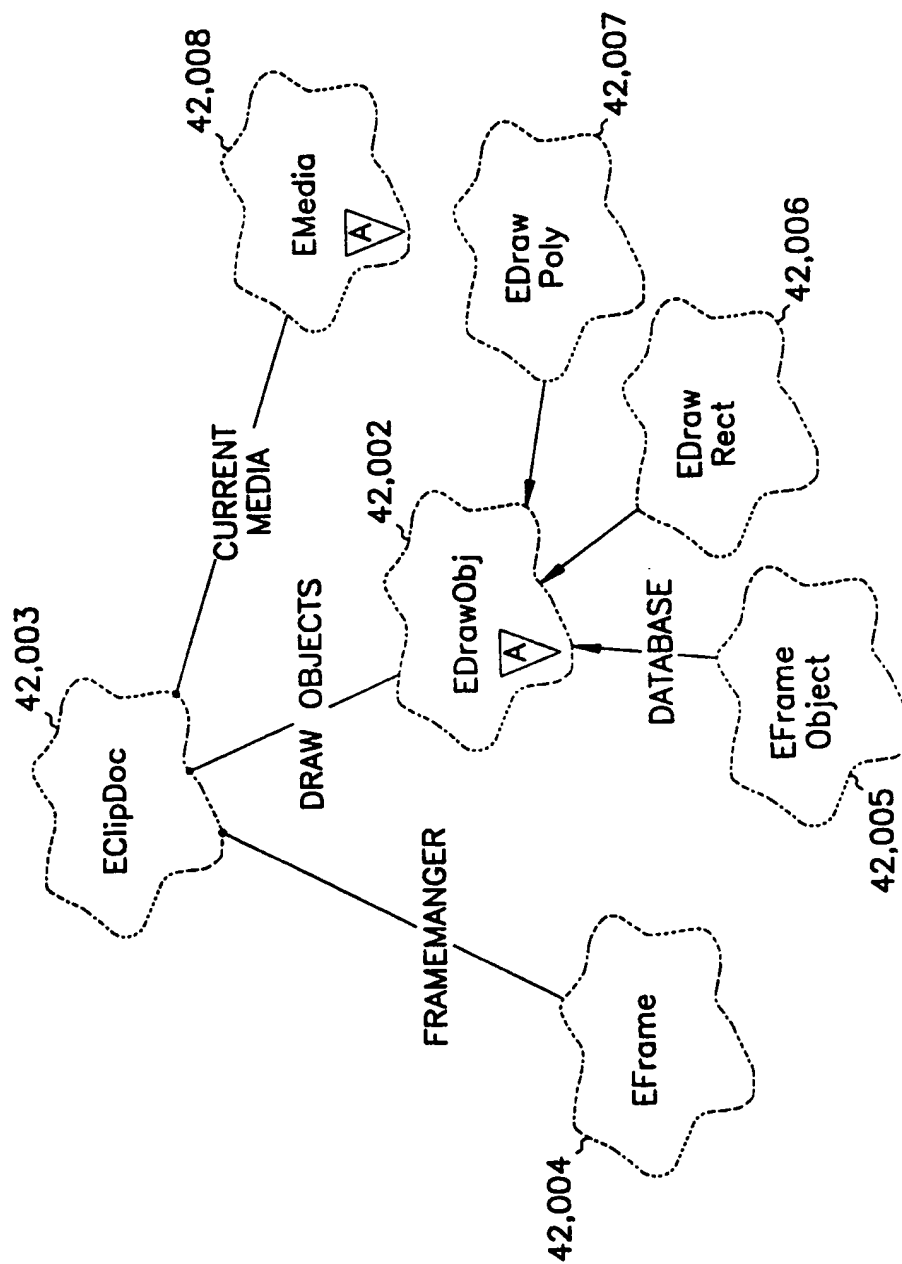 42,003
EClipDoc
CURRENT
MEDIA
42,008
EMedia
A
DRAW OBJECTS
42,002
EDrawObj
A
FRAMEMANGER
42,004
EFrame
DATABASE
EFrame
Object
42,005
EDraw
Rect
42,006
EDraw
Poly
42,007